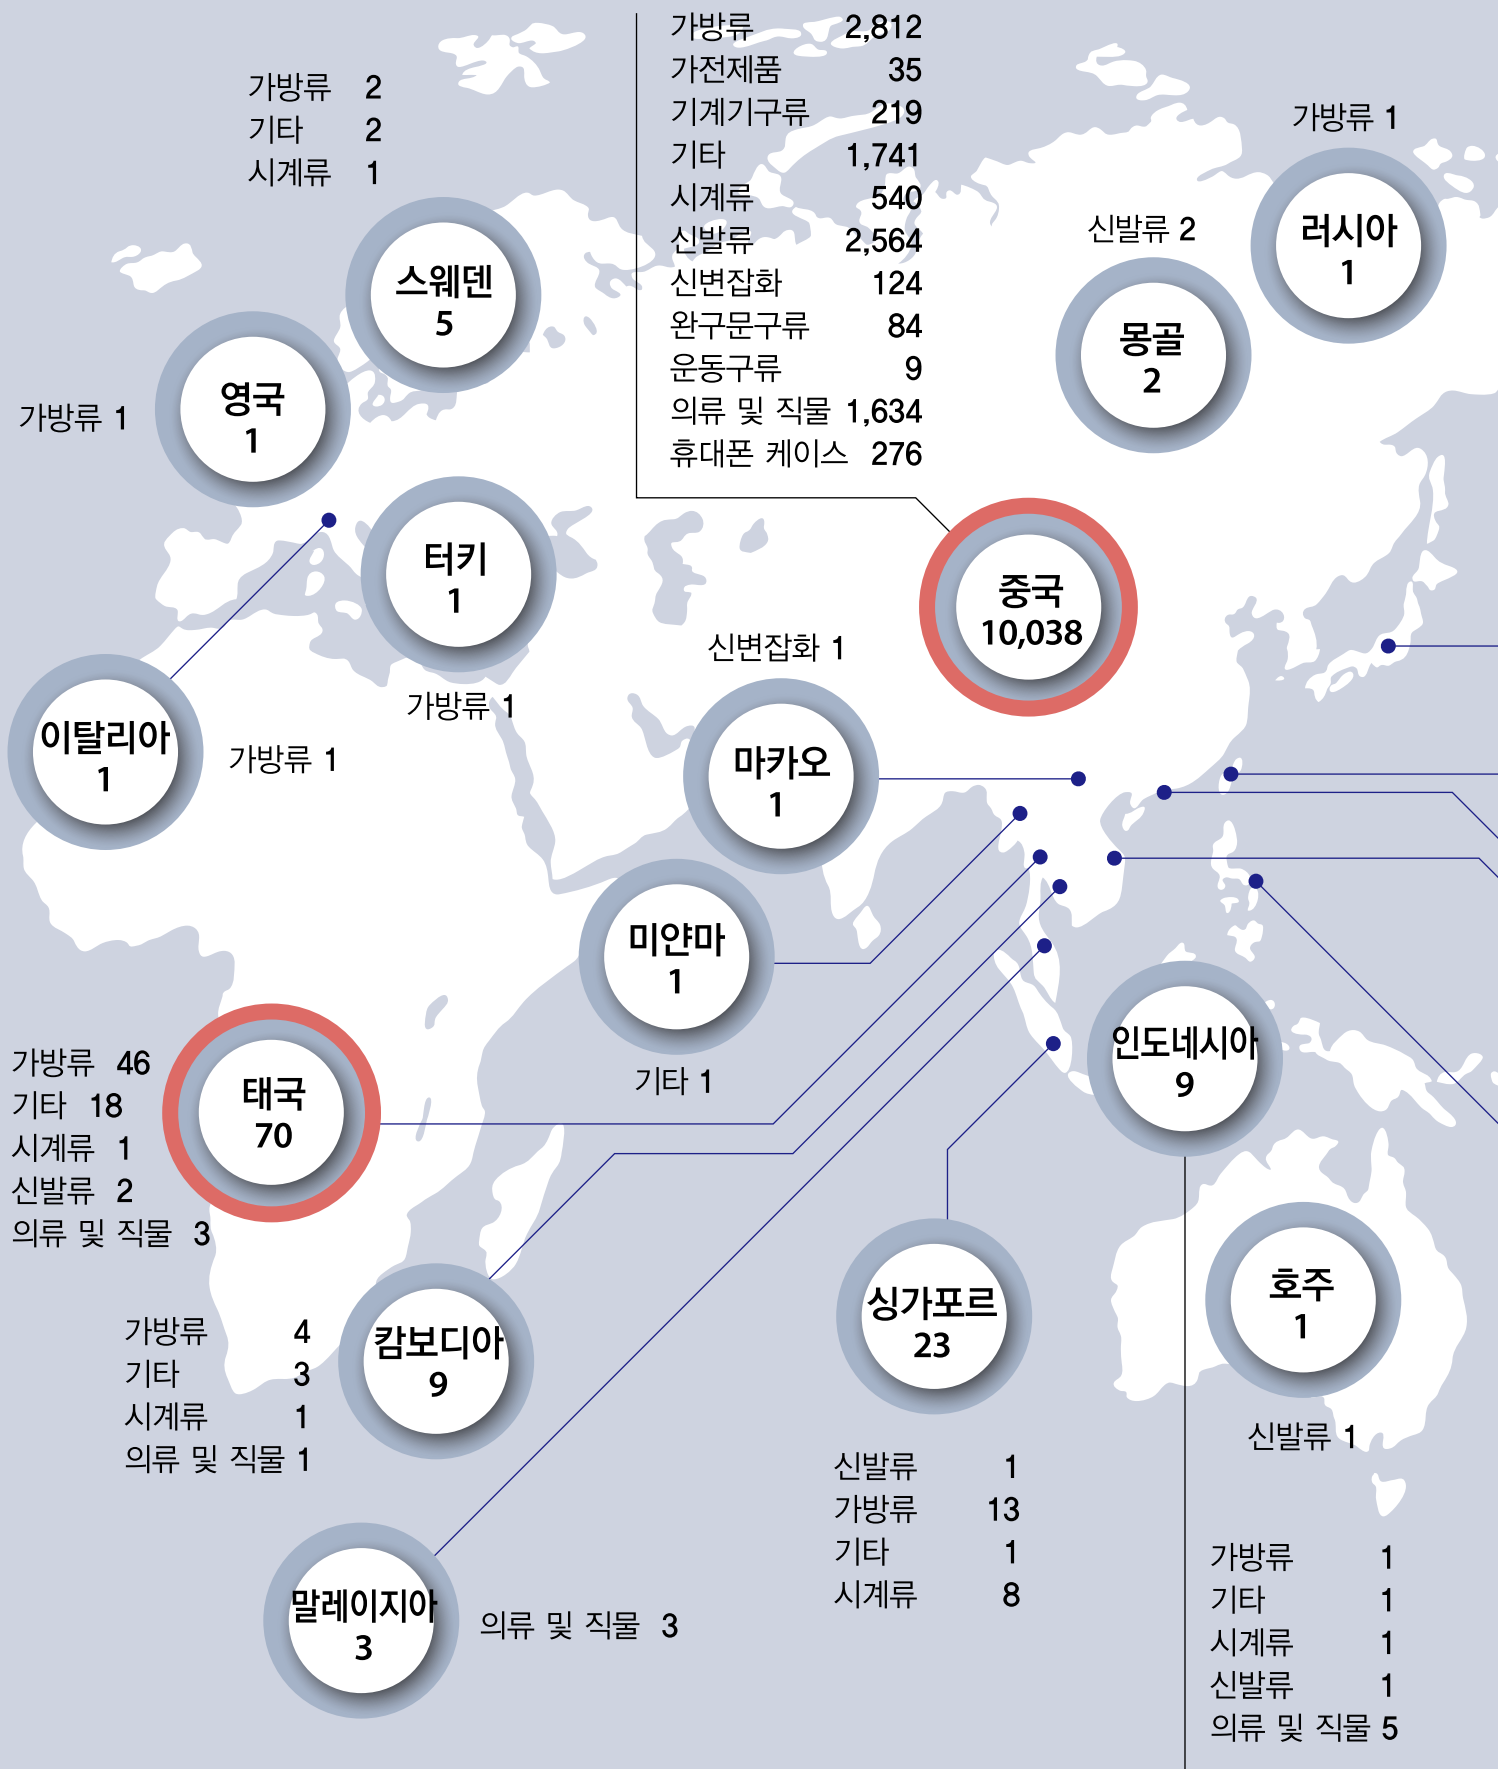 가방류 2,812
가전제품 35
기계기구류 219
기타 1,741
시계류 540
신발류 2,564
신변잡화 124
완구문구류 84
운동구류 9
의류 및 직물 1,634
휴대폰 케이스 276
중국
10,038
가방류 2
기타 2
시계류 1
스웨덴
5
가방류 1
러시아
1
신발류 2
몽골
2
가방류 1
영국
1
터키
1
가방류 1
이탈리아
1
가방류 1
신변잡화 1
마카오
1
미얀마
1
기타 1
가방류 46
기타 18
시계류 1
신발류 2
의류 및 직물 3
태국
70
인도네시아
9
가방류 4
기타 3
시계류 1
의류 및 직물 1
캄보디아
9
싱가포르
23
신발류 1
가방류 13
기타 1
시계류 8
호주
1
신발류 1
말레이지아
3
의류 및 직물 3
가방류 1
기타 1
시계류 1
신발류 1
의류 및 직물 5